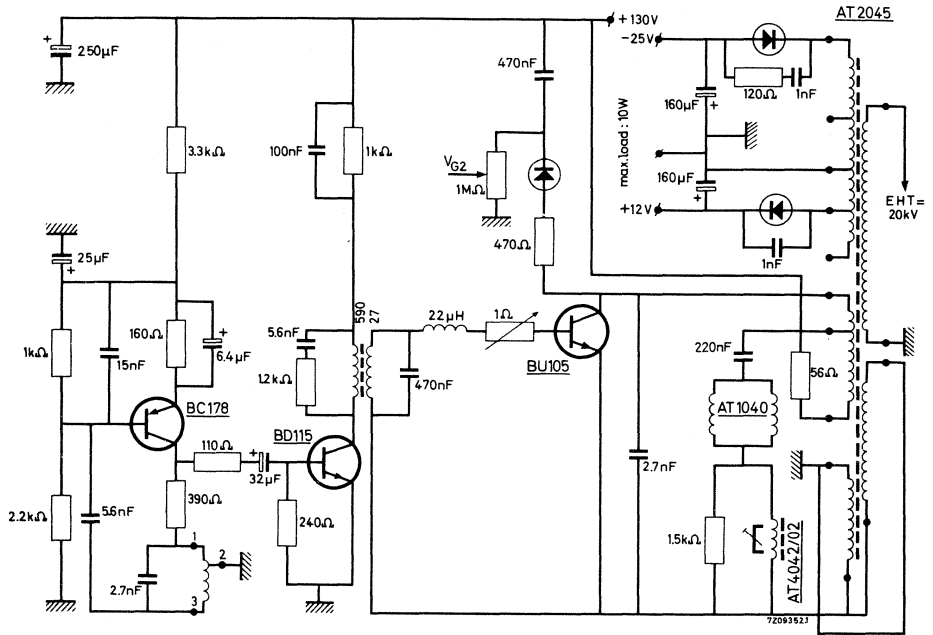 AT2045
+130V
-25V
250µF
470nF
120Ω
1nF
160µF
+
max.load: 10W
3.3kΩ
100nF
1kΩ
VG2
1MΩ
160µF
+
EHT=
20kV
+12V
470Ω
1nF
25µF
+
590
27
22µH
1Ω
160Ω
+
6.4µF
5.6nF
1kΩ
15nF
1.2kΩ
470nF
BU105
220nF
56Ω
BC178
BD115
AT1040
110Ω
+
32µF
2.7nF
390Ω
2.2kΩ
5.6nF
240Ω
1.5kΩ
AT4042/02
1
2
2.7nF
3
7Z09352.1